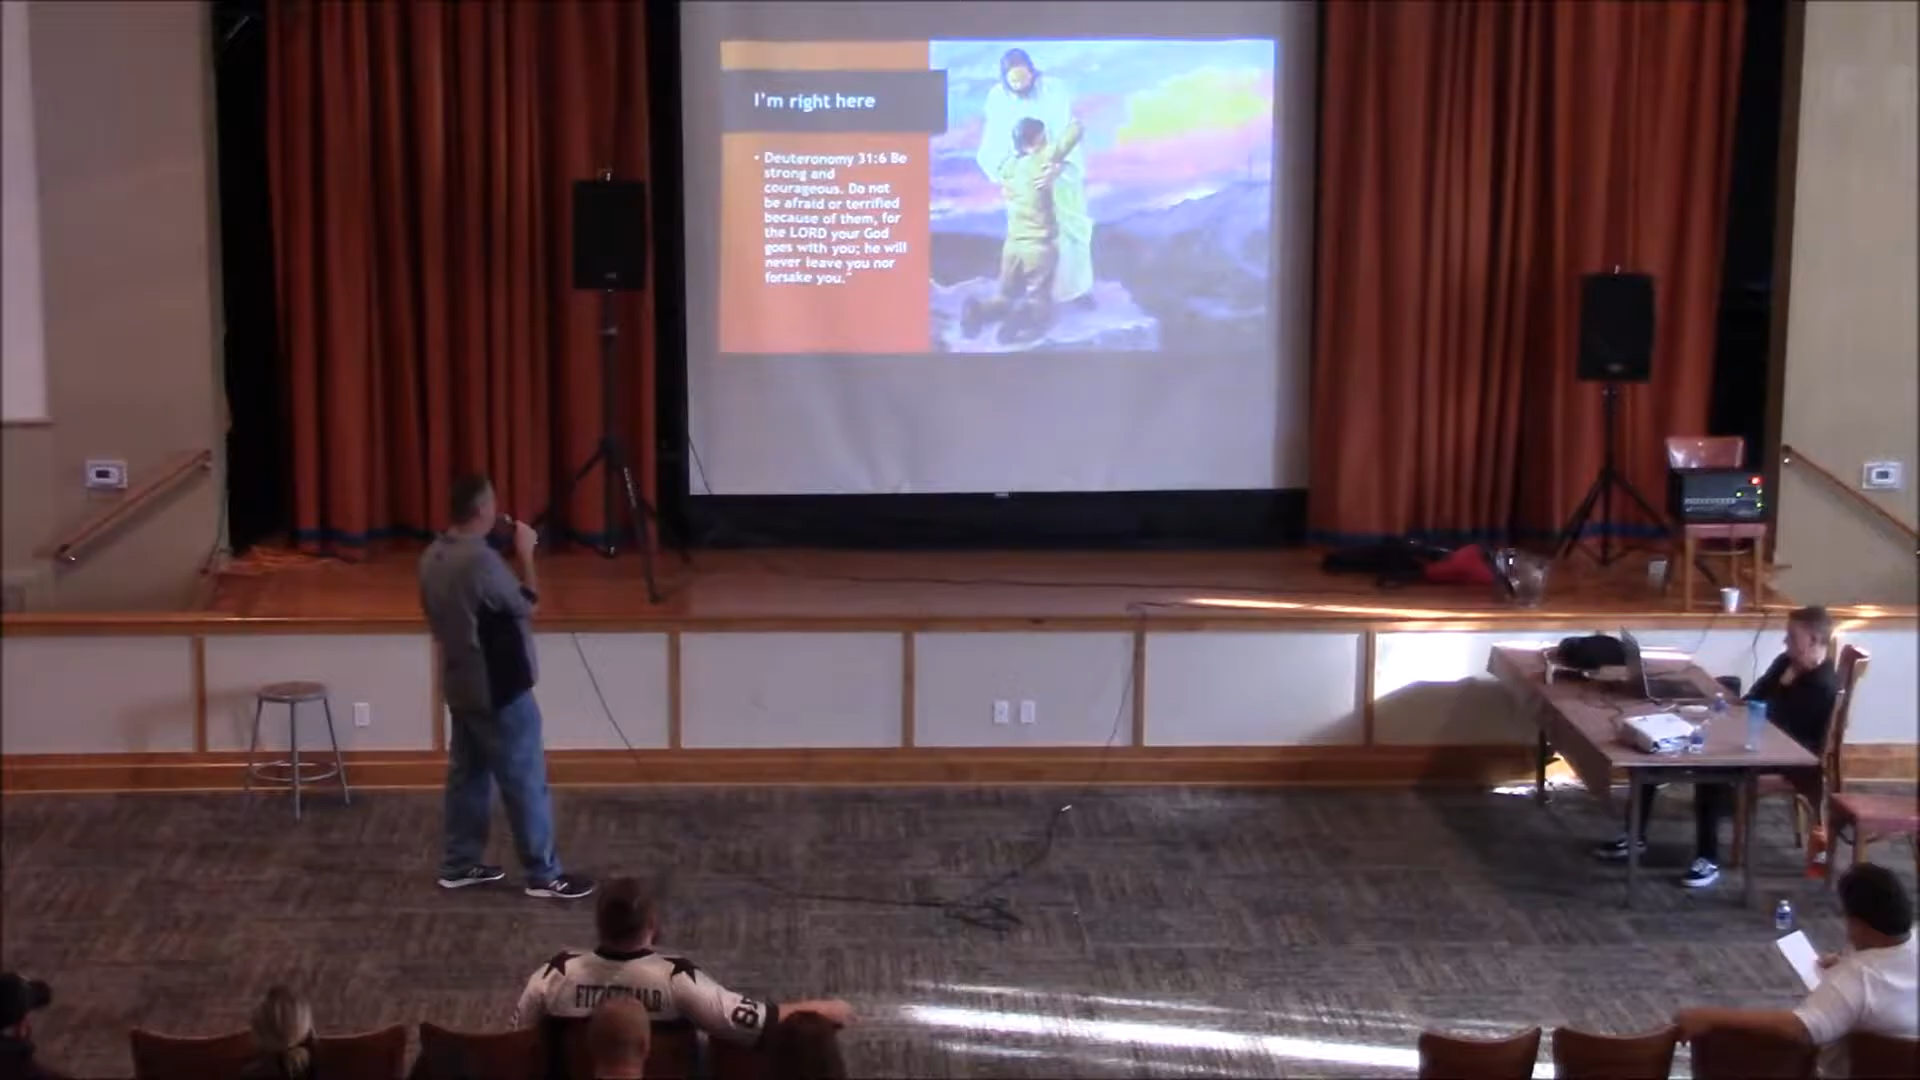 I'm right here
• Deuteronomy 31:6 Be
strong and
courageous. Do not
be afraid or terrified
because of them, for
the LORD your God
goes with you; he will
never leave you nor
forsake you."
FITZGERALD